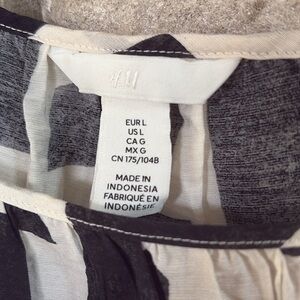 H&M
EUR L
US L
CA G
MX G
CN 175/104B
MADE IN
INDONESIA
FABRIQUÉ EN
INDONÉSIE